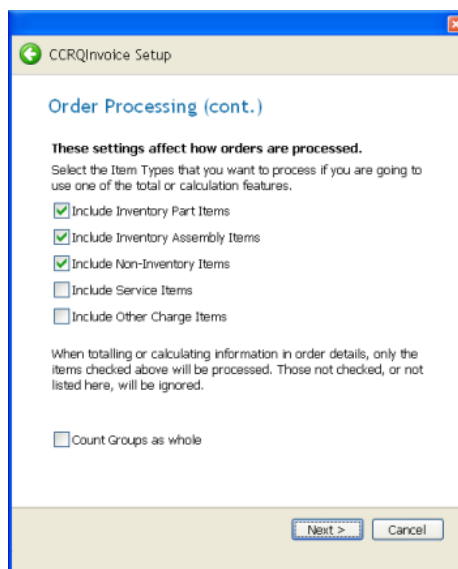 CCRQInvoice Setup
Order Processing (cont.)
These settings affect how orders are processed.
Select the Item Types that you want to process if you are going to
use one of the total or calculation features.
Include Inventory Part Items
Include Inventory Assembly Items
Include Non-Inventory Items
Include Service Items
Include Other Charge Items
When totalling or calculating information in order details, only the
items checked above will be processed. Those not checked, or not
listed here, will be ignored.
Count Groups as whole
Next >
Cancel